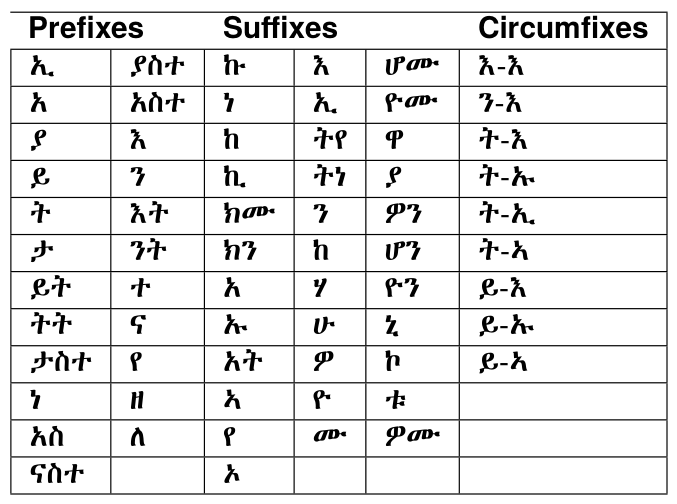 Prefixes Suffixes Circumfixes
ኢ ያስተ ኩ እ ሆሙ እ-እ
አ አስተ ነ ኢ ዮሙ ን-እ
ያ እ ከ ትየ ዋ ት-እ
ይ ን ኪ ትነ ያ ት-ኡ
ት እት ክሙ ን ዎን ት-ኢ
ታ ንት ክን ከ ሆን ት-ኣ
ይት ተ አ ሃ ዮን ይ-እ
ትት ና ኡ ሁ ኒ ይ-ኡ
ታስተ የ አት ዎ ኮ ይ-ኣ
ነ ዘ ኣ ዮ ቱ
አስ ለ የ ሙ ዎሙ
ናስተ ኦ